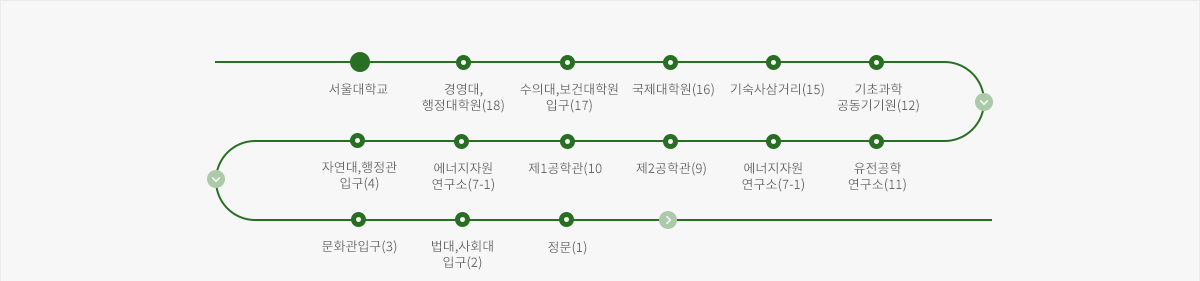 서울대학교
경영대,
행정대학원(18)
수의대,보건대학원
입구(17)
국제대학원(16)
기숙사삼거리(15)
기초과학
공동기기원(12)
자연대,행정관
입구(4)
에너지자원
연구소(7-1)
제1공학관(10
제2공학관(9)
에너지자원
연구소(7-1)
유전공학
연구소(11)
문화관입구(3)
법대,사회대
입구(2)
정문(1)